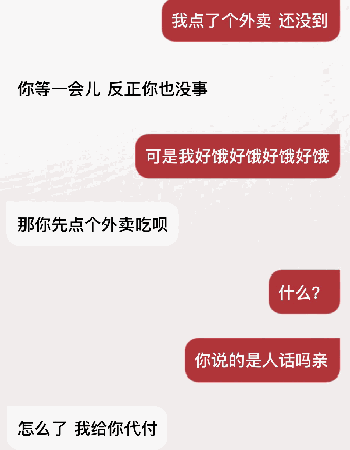 我点了个外卖 还没到
你等一会儿 反正你也没事
可是我好饿好饿好饿好饿
那你先点个外卖吃呗
什么？
你说的是人话吗亲
怎么了 我给你代付